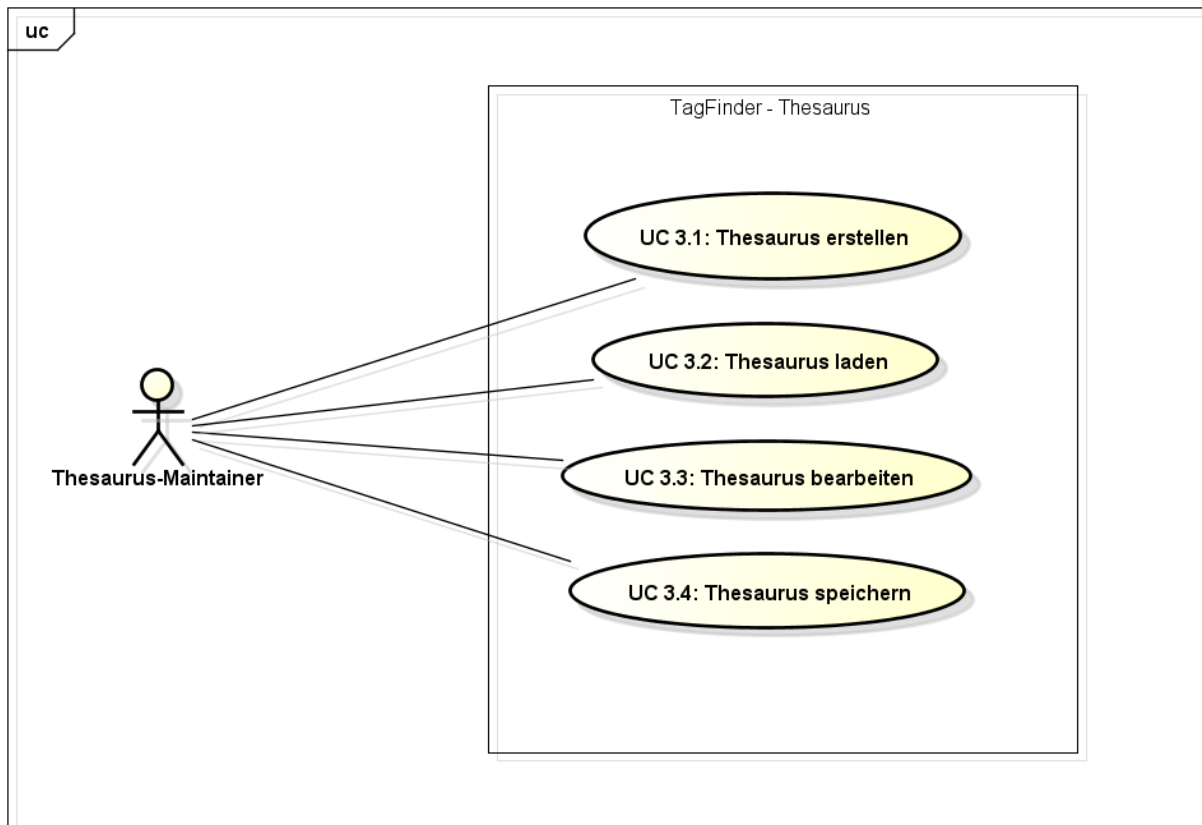 uc
TagFinder - Thesaurus
UC 3.1: Thesaurus erstellen
UC 3.2: Thesaurus laden
Thesaurus-Maintainer
UC 3.3: Thesaurus bearbeiten
UC 3.4: Thesaurus speichern